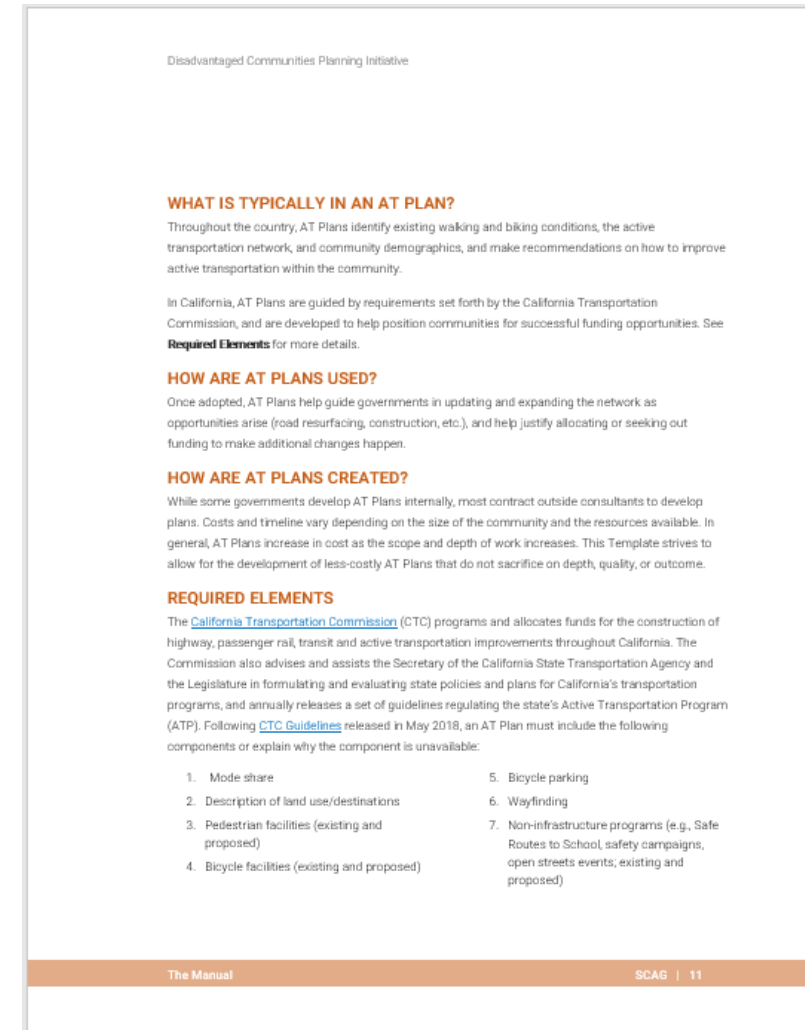 Disadvantaged Communities Planning Initiative
WHAT IS TYPICALLY IN AN AT PLAN?
Throughout the country, AT Plans identify existing walking and biking conditions, the active
transportation network, and community demographics, and make recommendations on how to improve
active transportation within the community.
In California, AT Plans are guided by requirements set forth by the California Transportation
Commission, and are developed to help position communities for successful funding opportunities. See
Required Elements for more details.
HOW ARE AT PLANS USED?
Once adopted, AT Plans help guide governments in updating and expanding the network as
opportunities arise (road resurfacing, construction, etc.), and help justify allocating or seeking out
funding to make additional changes happen.
HOW ARE AT PLANS CREATED?
While some governments develop AT Plans internally, most contract outside consultants to develop
plans. Costs and timeline vary depending on the size of the community and the resources available. In
general, AT Plans increase in cost as the scope and depth of work increases. This Template strives to
allow for the development of less-costly AT Plans that do not sacrifice on depth, quality, or outcome.
REQUIRED ELEMENTS
The California Transportation Commission (CTC) programs and allocates funds for the construction of
highway, passenger rail, transit and active transportation improvements throughout California. The
Commission also advises and assists the Secretary of the California State Transportation Agency and
the Legislature in formulating and evaluating state policies and plans for California's transportation
programs, and annually releases a set of guidelines regulating the state's Active Transportation Program
(ATP). Following CTC Guidelines released in May 2018, an AT Plan must include the following
components or explain why the component is unavailable:
1. Mode share
2. Description of land use/destinations
3. Pedestrian facilities (existing and
proposed)
4. Bicycle facilities (existing and proposed)
5. Bicycle parking
6. Wayfinding
7. Non-infrastructure programs (e.g., Safe
Routes to School, safety campaigns,
open streets events; existing and
proposed)
The Manual
SCAG | 11